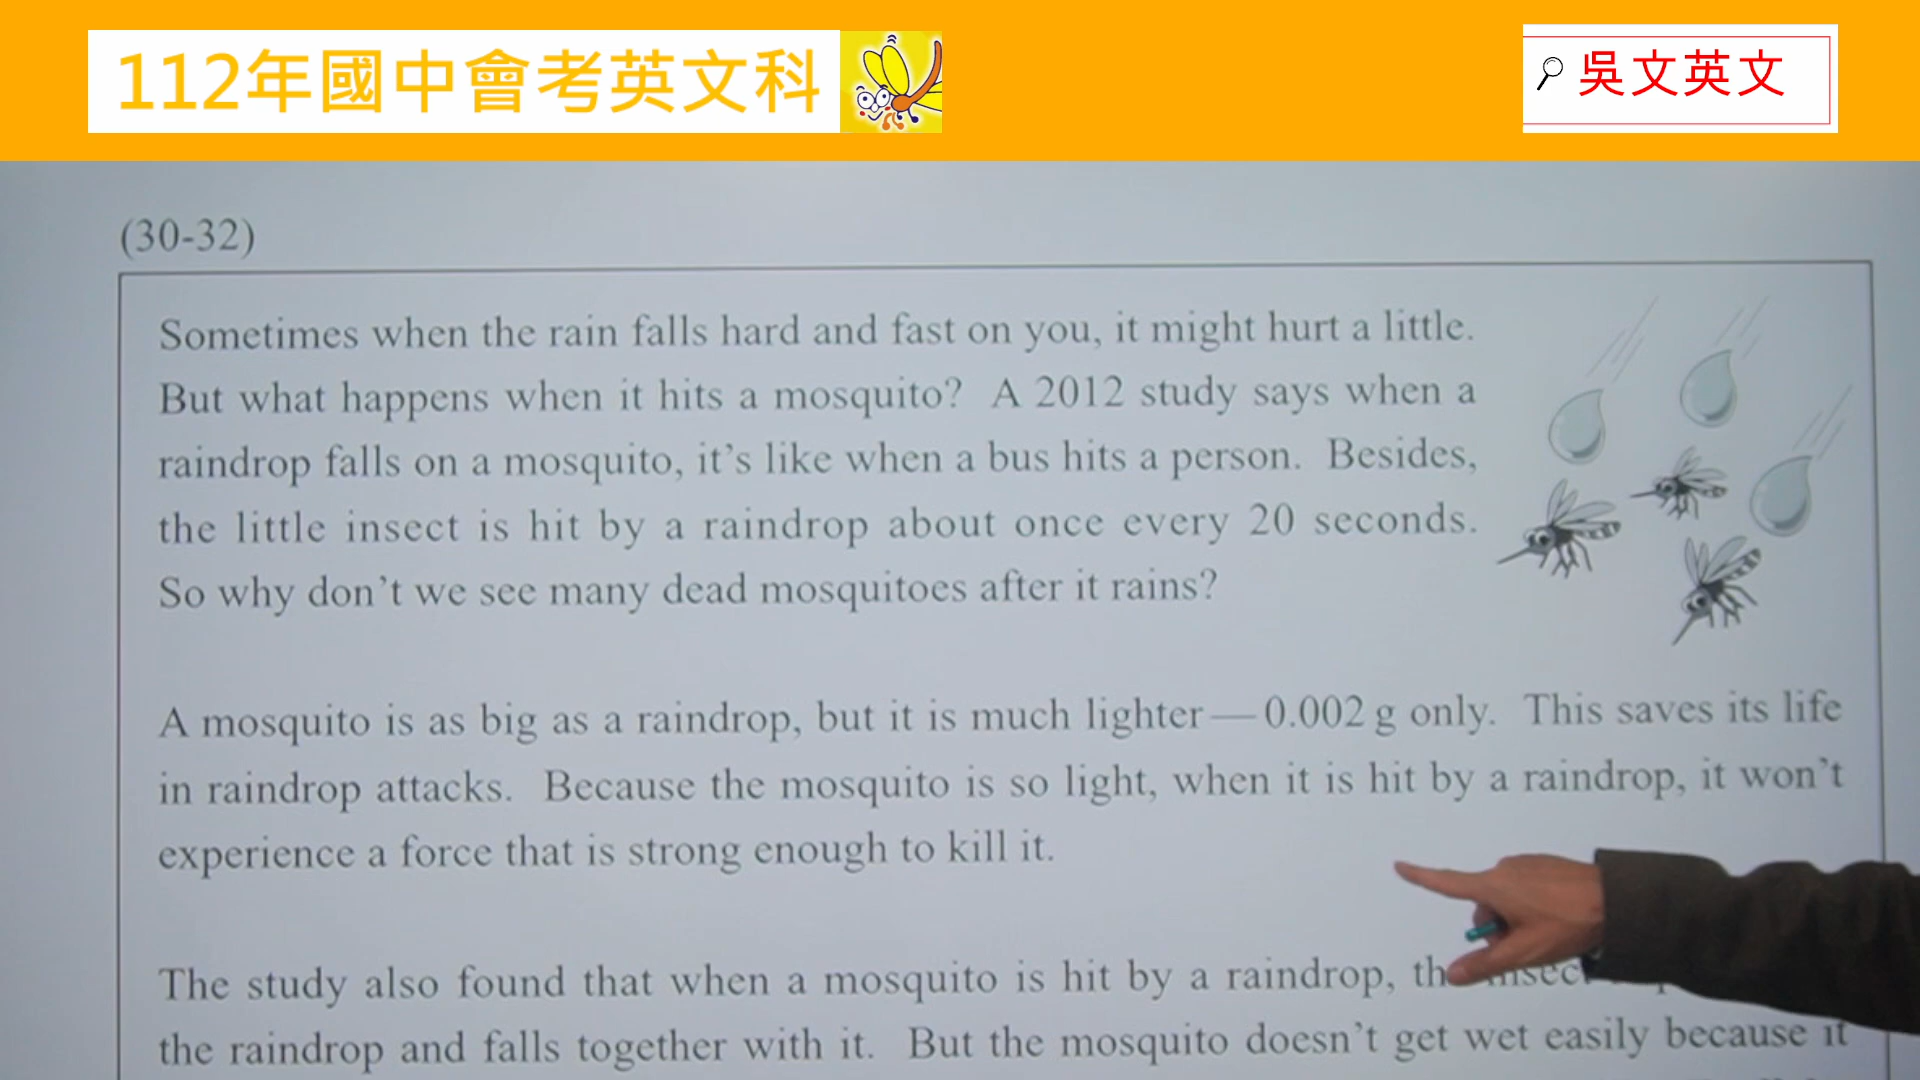 112年國中會考英文科
吳文英文
(30-32)
Sometimes when the rain falls hard and fast on you, it might hurt a little.
But what happens when it hits a mosquito? A 2012 study says when a
raindrop falls on a mosquito, it's like when a bus hits a person. Besides,
the little insect is hit by a raindrop about once every 20 seconds.
So why don't we see many dead mosquitoes after it rains?
A mosquito is as big as a raindrop, but it is much lighter—0.002 g only. This saves its life
in raindrop attacks. Because the mosquito is so light, when it is hit by a raindrop, it won't
experience a force that is strong enough to kill it.
The study also found that when a mosquito is hit by a raindrop,
the raindrop and falls together with it. But the mosquito doesn't get wet easily because it